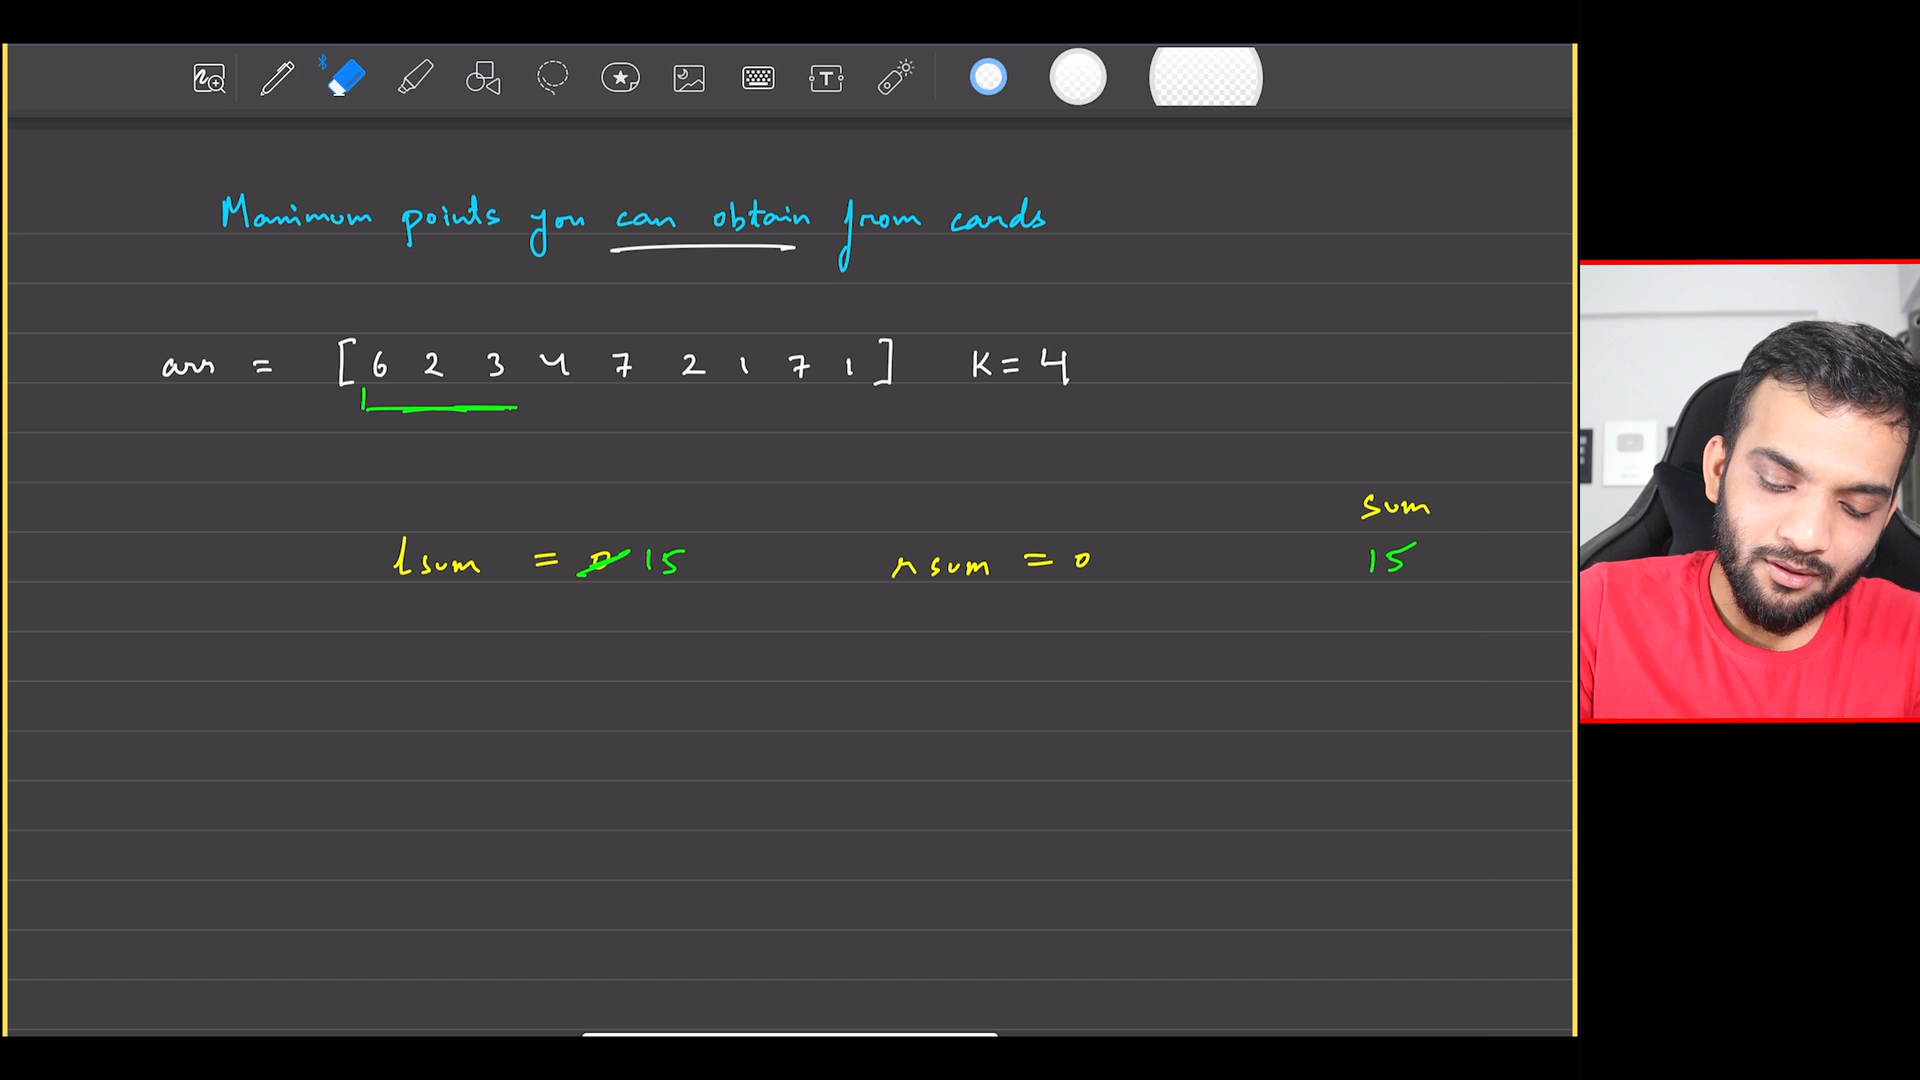 Maximum points you can obtain from cards
arr = [ 6 2 3 4 7 2 1 7 1 ] K = 4
sum
lsum = 0 15 rsum = 0 15